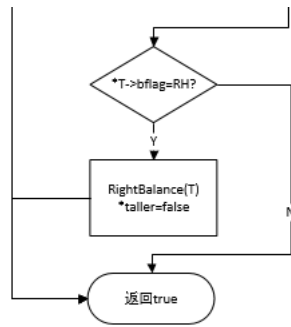 *T->bflag=RH?
Y
RightBalance(T)
*taller=false
N
返回true